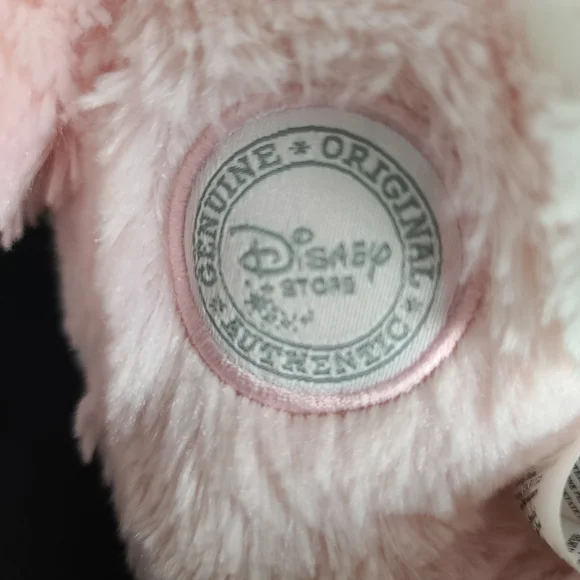 GENUINE * ORIGINAL
Disney
STORE
* AUTHENTIC *